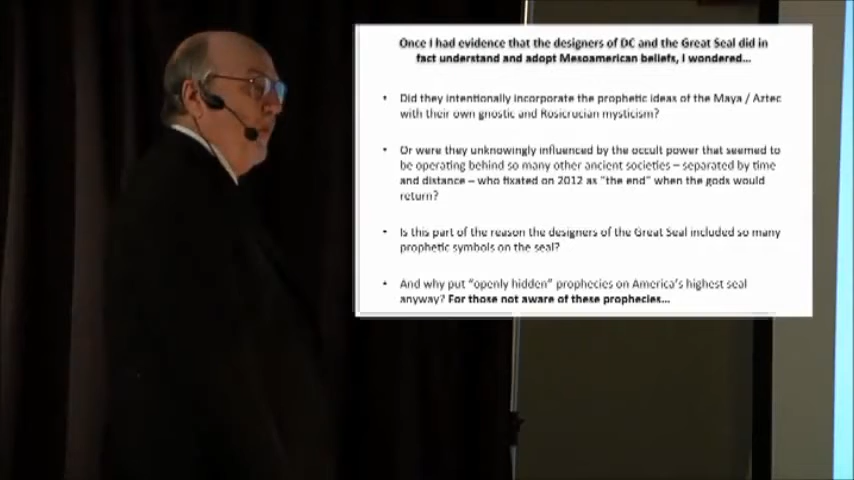 Once I had evidence that the designers of DC and the Great Seal did in
fact understand and adopt Mesoamerican beliefs, I wondered...
• Did they intentionally incorporate the prophetic ideas of the Maya / Aztec
with their own gnostic and Rosicrucian mysticism?
• Or were they unknowingly influenced by the occult power that seemed to
be operating behind so many other ancient societies – separated by time
and distance – who fixated on 2012 as “the end” when the gods would
return?
• Is this part of the reason the designers of the Great Seal included so many
prophetic symbols on the seal?
• And why put “openly hidden” prophecies on America’s highest seal
anyway? For those not aware of these prophecies...